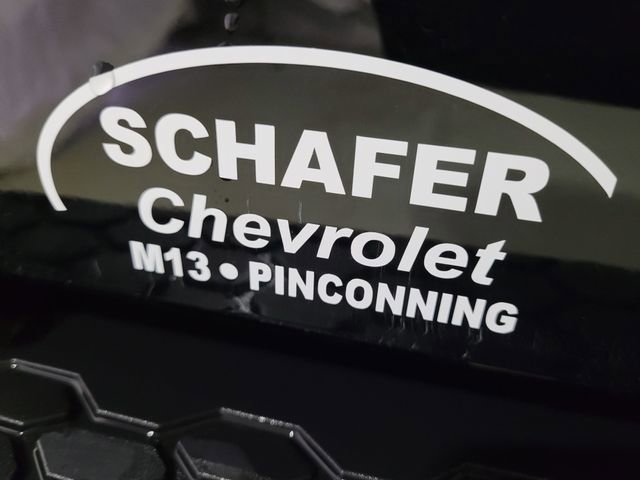 SCHAFER
Chevrolet
M13 • PINCONNING